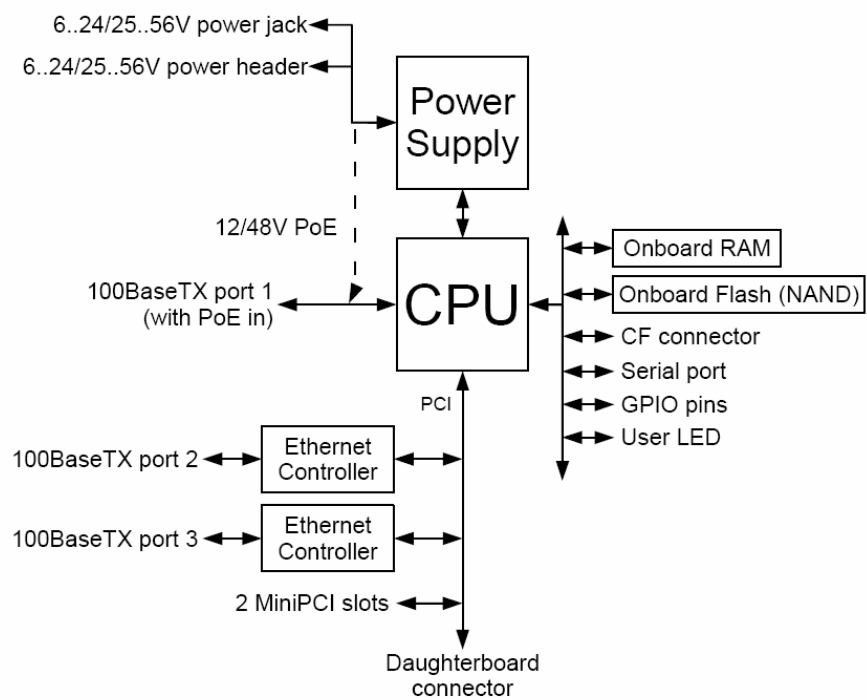 6..24/25..56V power jack
6..24/25..56V power header
Power
Supply
12/48V PoE
100BaseTX port 1
(with PoE in)
CPU
Onboard RAM
Onboard Flash (NAND)
CF connector
Serial port
GPIO pins
User LED
PCI
100BaseTX port 2
Ethernet
Controller
100BaseTX port 3
Ethernet
Controller
2 MiniPCI slots
Daughterboard
connector